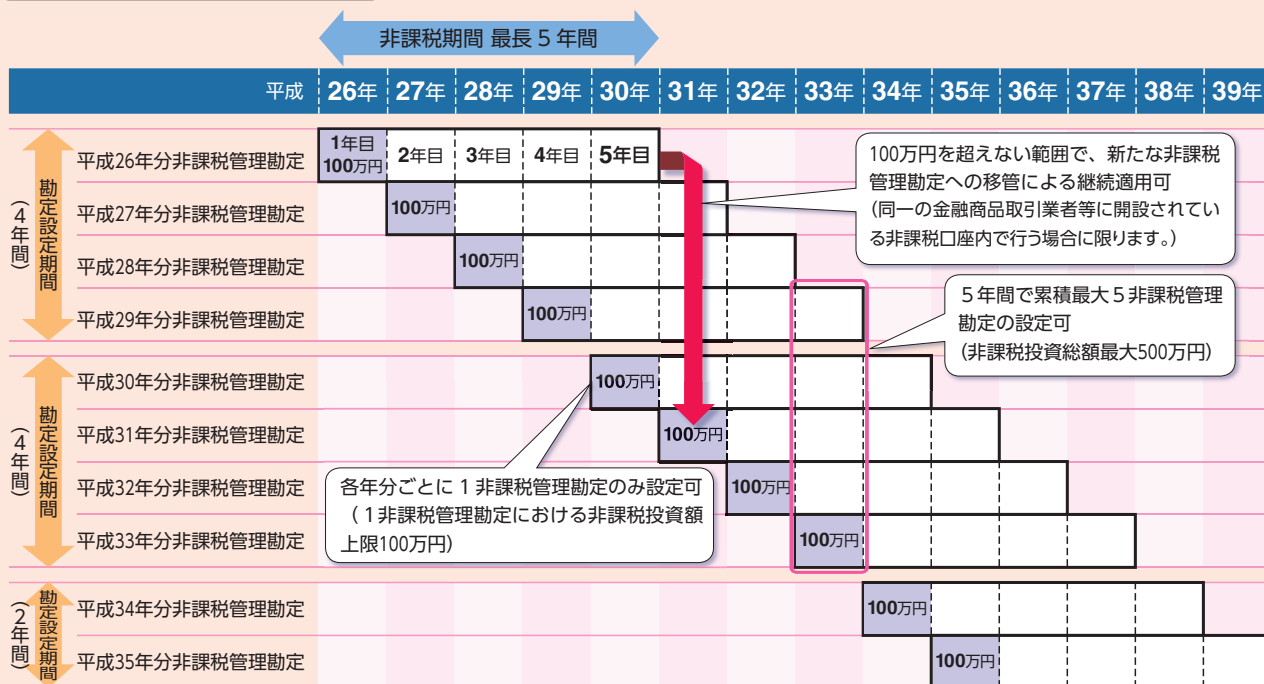 非課税期間 最長5年間
平成 26年 27年 28年 29年 30年 31年 32年 33年 34年 35年 36年 37年 38年 39年
勘定設定期間
（4年間）
平成26年分非課税管理勘定
1年目
100万円
2年目 3年目 4年目 5年目
平成27年分非課税管理勘定
100万円
平成28年分非課税管理勘定
100万円
平成29年分非課税管理勘定
100万円
100万円を超えない範囲で、新たな非課税
管理勘定への移管による継続適用可
(同一の金融商品取引業者等に開設されてい
る非課税口座内で行う場合に限ります。)
5年間で累積最大5非課税管理
勘定の設定可
(非課税投資総額最大500万円)
勘定設定期間
（4年間）
平成30年分非課税管理勘定
100万円
平成31年分非課税管理勘定
100万円
平成32年分非課税管理勘定
100万円
平成33年分非課税管理勘定
100万円
各年分ごとに1非課税管理勘定のみ設定可
(1非課税管理勘定における非課税投資額
上限100万円)
勘定設定期間
（2年間）
平成34年分非課税管理勘定
100万円
平成35年分非課税管理勘定
100万円